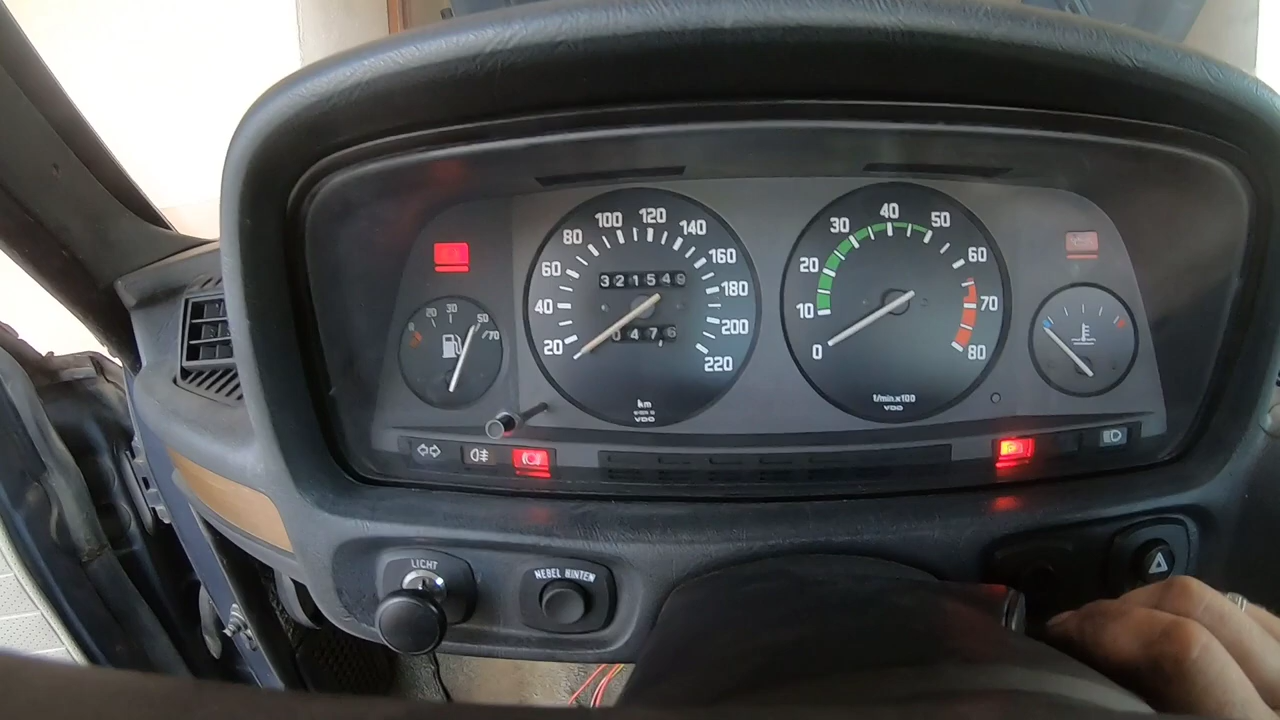 20 30 50 70
20 40 60 80 100 120 140 160 180 200 220
321549
0476
km
VDO
0 10 20 30 40 50 60 70 80
f/min.x100
VDO
LICHT
NEBEL HINTEN